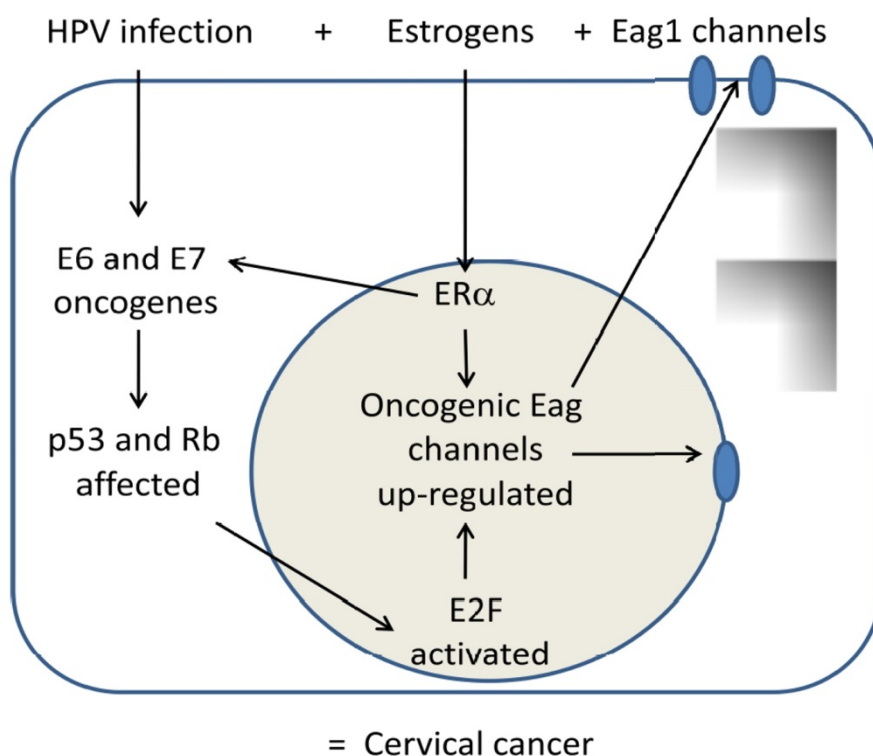 HPV infection + Estrogens + Eag1 channels
E6 and E7
oncogenes
ERα
Oncogenic Eag
channels
up-regulated
p53 and Rb
affected
E2F
activated
= Cervical cancer